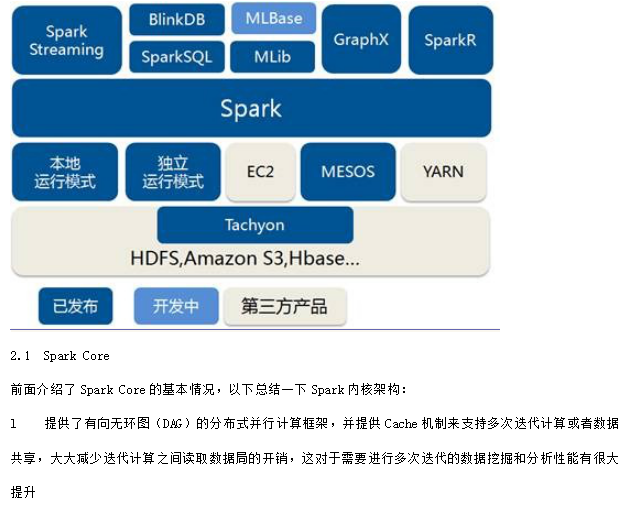 Spark
Streaming
BlinkDB
MLBase
GraphX
SparkR
SparkSQL
MLib
Spark
本地
运行模式
独立
运行模式
EC2
MESOS
YARN
Tachyon
HDFS,Amazon S3,Hbase...
已发布
开发中
第三方产品
2.1 Spark Core
前面介绍了 Spark Core 的基本情况，以下总结一下 Spark 内核架构：
l 提供了有向无环图（DAG）的分布式并行计算框架，并提供 Cache 机制来支持多次迭代计算或者数据
共享，大大减少迭代计算之间读取数据局的开销，这对于需要进行多次迭代的数据挖掘和分析性能有很大
提升